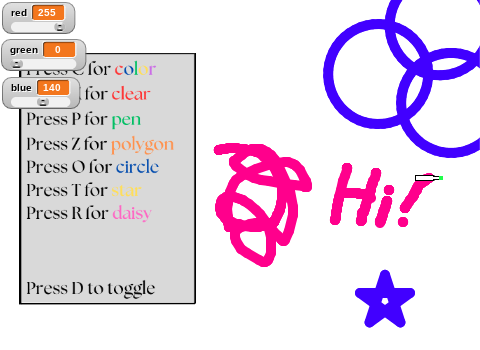 red 255
green 0
blue 140
Press C for color
for clear
Press P for pen
Press Z for polygon
Press O for circle
Press T for star
Press R for daisy
Press D to toggle
Hi!